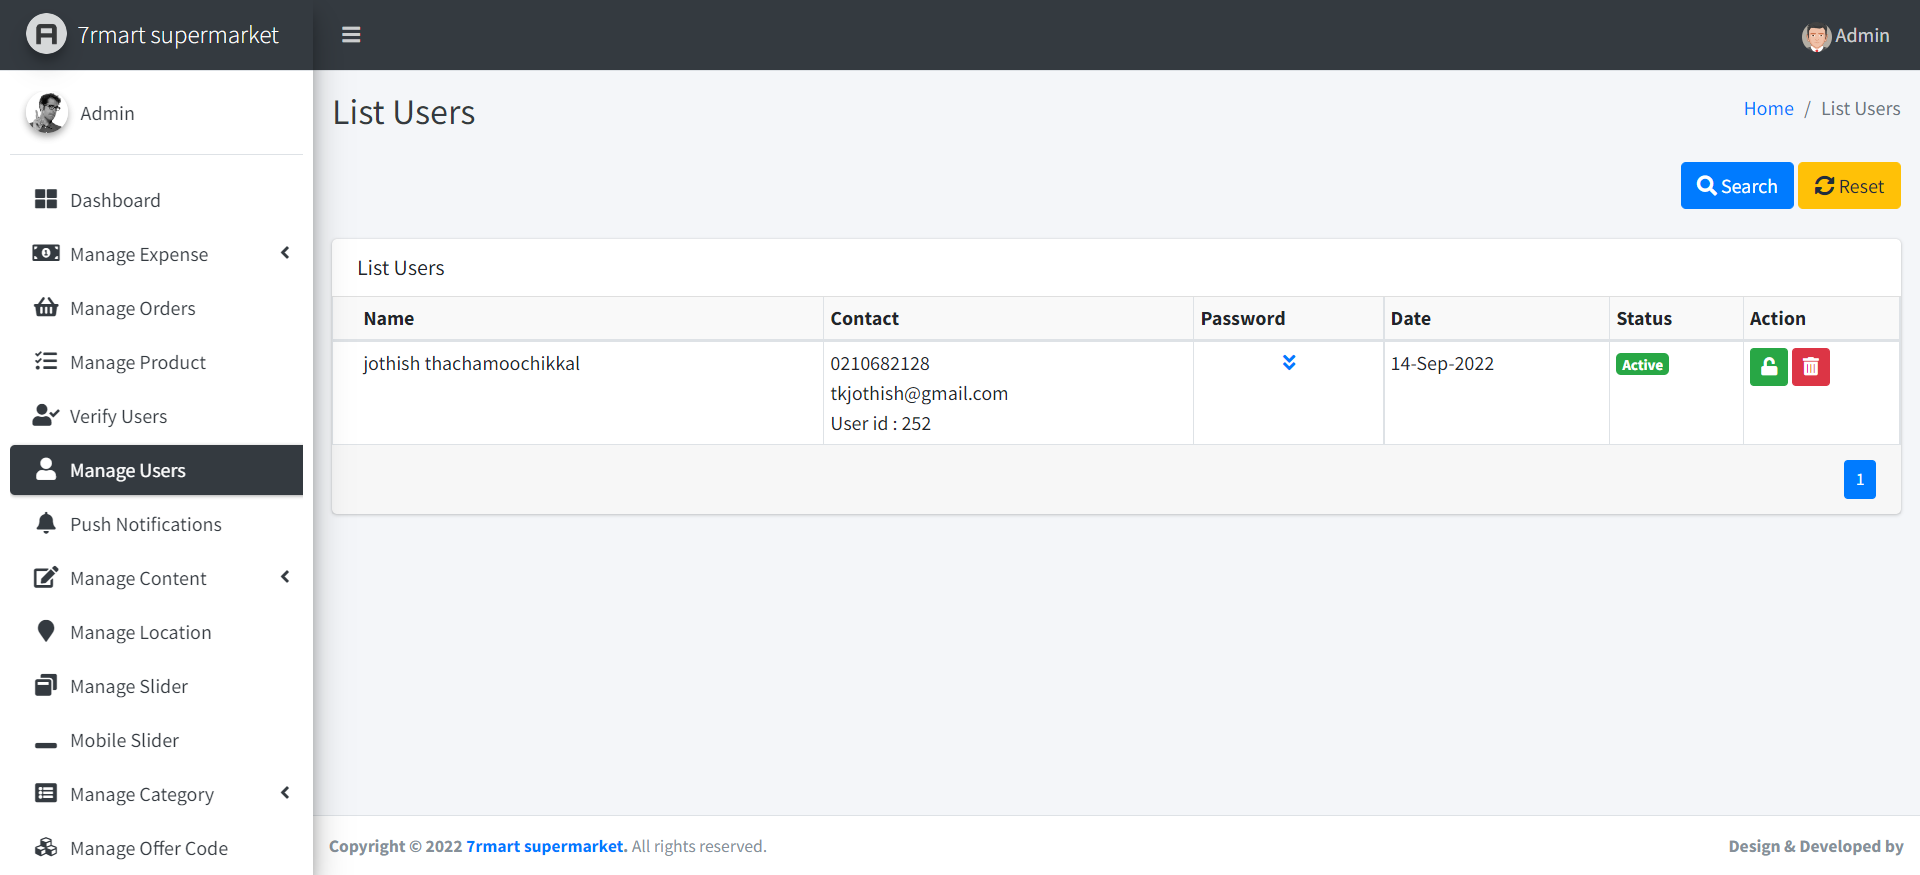 7rmart supermarket
Admin
Admin
Dashboard
Manage Expense
Manage Orders
Manage Product
Verify Users
Manage Users
Push Notifications
Manage Content
Manage Location
Manage Slider
Mobile Slider
Manage Category
Manage Offer Code
List Users
Home / List Users
Search Reset
List Users
Name Contact Password Date Status Action
jothish thachamoochikkal 0210682128 14-Sep-2022 Active
tkjothish@gmail.com
User id : 252
1
Copyright © 2022 7rmart supermarket. All rights reserved. Design & Developed by